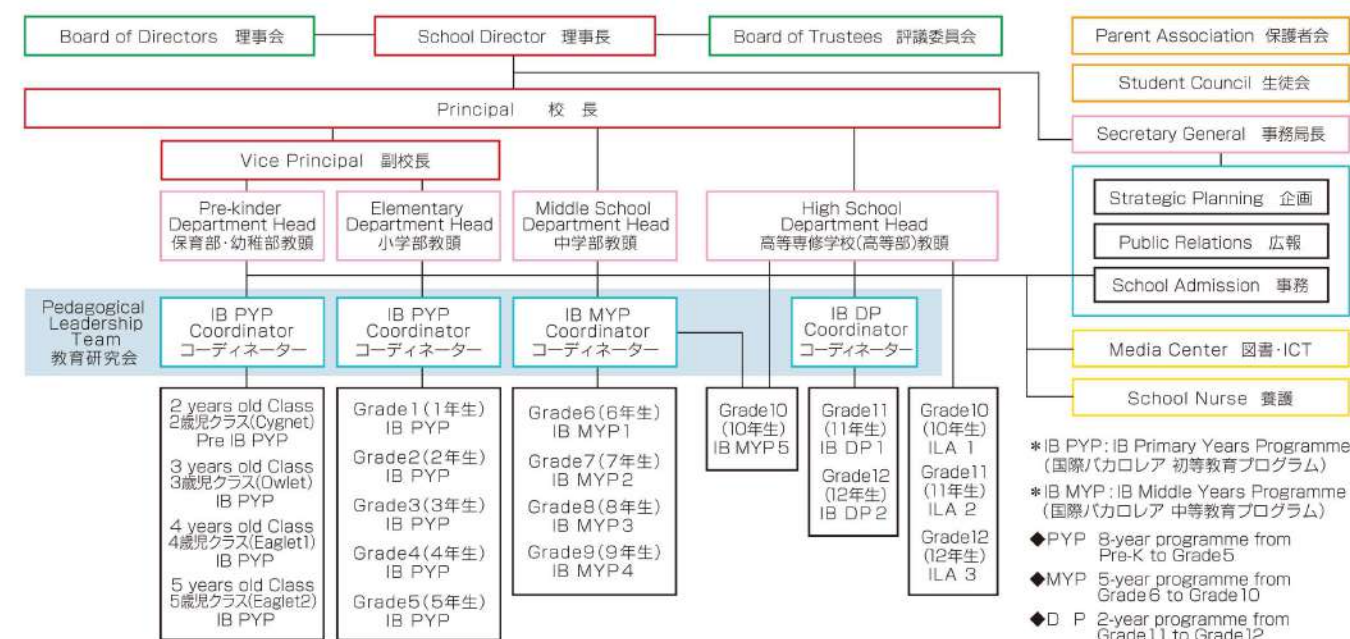 Board of Directors 理事会
School Director 理事長
Board of Trustees 評議委員会
Parent Association 保護者会
Student Council 生徒会
Principal 校 長
Secretary General 事務局長
Vice Principal 副校長
Strategic Planning 企画
Public Relations 広報
School Admission 事務
Pre-kinder
Department Head
保育部・幼稚部教頭
Elementary
Department Head
小学部教頭
Middle School
Department Head
中学部教頭
High School
Department Head
高等専修学校(高等部)教頭
Pedagogical
Leadership
Team
教育研究会
IB PYP
Coordinator
コーディネーター
IB PYP
Coordinator
コーディネーター
IB MYP
Coordinator
コーディネーター
IB DP
Coordinator
コーディネーター
Media Center 図書・ICT
School Nurse 養護
2 years old Class
2歳児クラス(Cygnet)
Pre IB PYP
3 years old Class
3歳児クラス(Owlet)
IB PYP
4 years old Class
4歳児クラス(Eaglet1)
IB PYP
5 years old Class
5歳児クラス(Eaglet2)
IB PYP
Grade1(1年生)
IB PYP
Grade2(2年生)
IB PYP
Grade3(3年生)
IB PYP
Grade4(4年生)
IB PYP
Grade5(5年生)
IB PYP
Grade6(6年生)
IB MYP1
Grade7(7年生)
IB MYP2
Grade8(8年生)
IB MYP3
Grade9(9年生)
IB MYP4
Grade10
(10年生)
IB MYP5
Grade11
(11年生)
IB DP1
Grade12
(12年生)
IB DP2
Grade10
(10年生)
ILA 1
Grade11
(11年生)
ILA 2
Grade12
(12年生)
ILA 3
*IB PYP: IB Primary Years Programme
(国際バカロレア 初等教育プログラム)
*IB MYP: IB Middle Years Programme
(国際バカロレア 中等教育プログラム)
◆PYP 8-year programme from
Pre-K to Grade5
◆MYP 5-year programme from
Grade6 to Grade10
◆D P 2-year programme from
Grade11 to Grade12